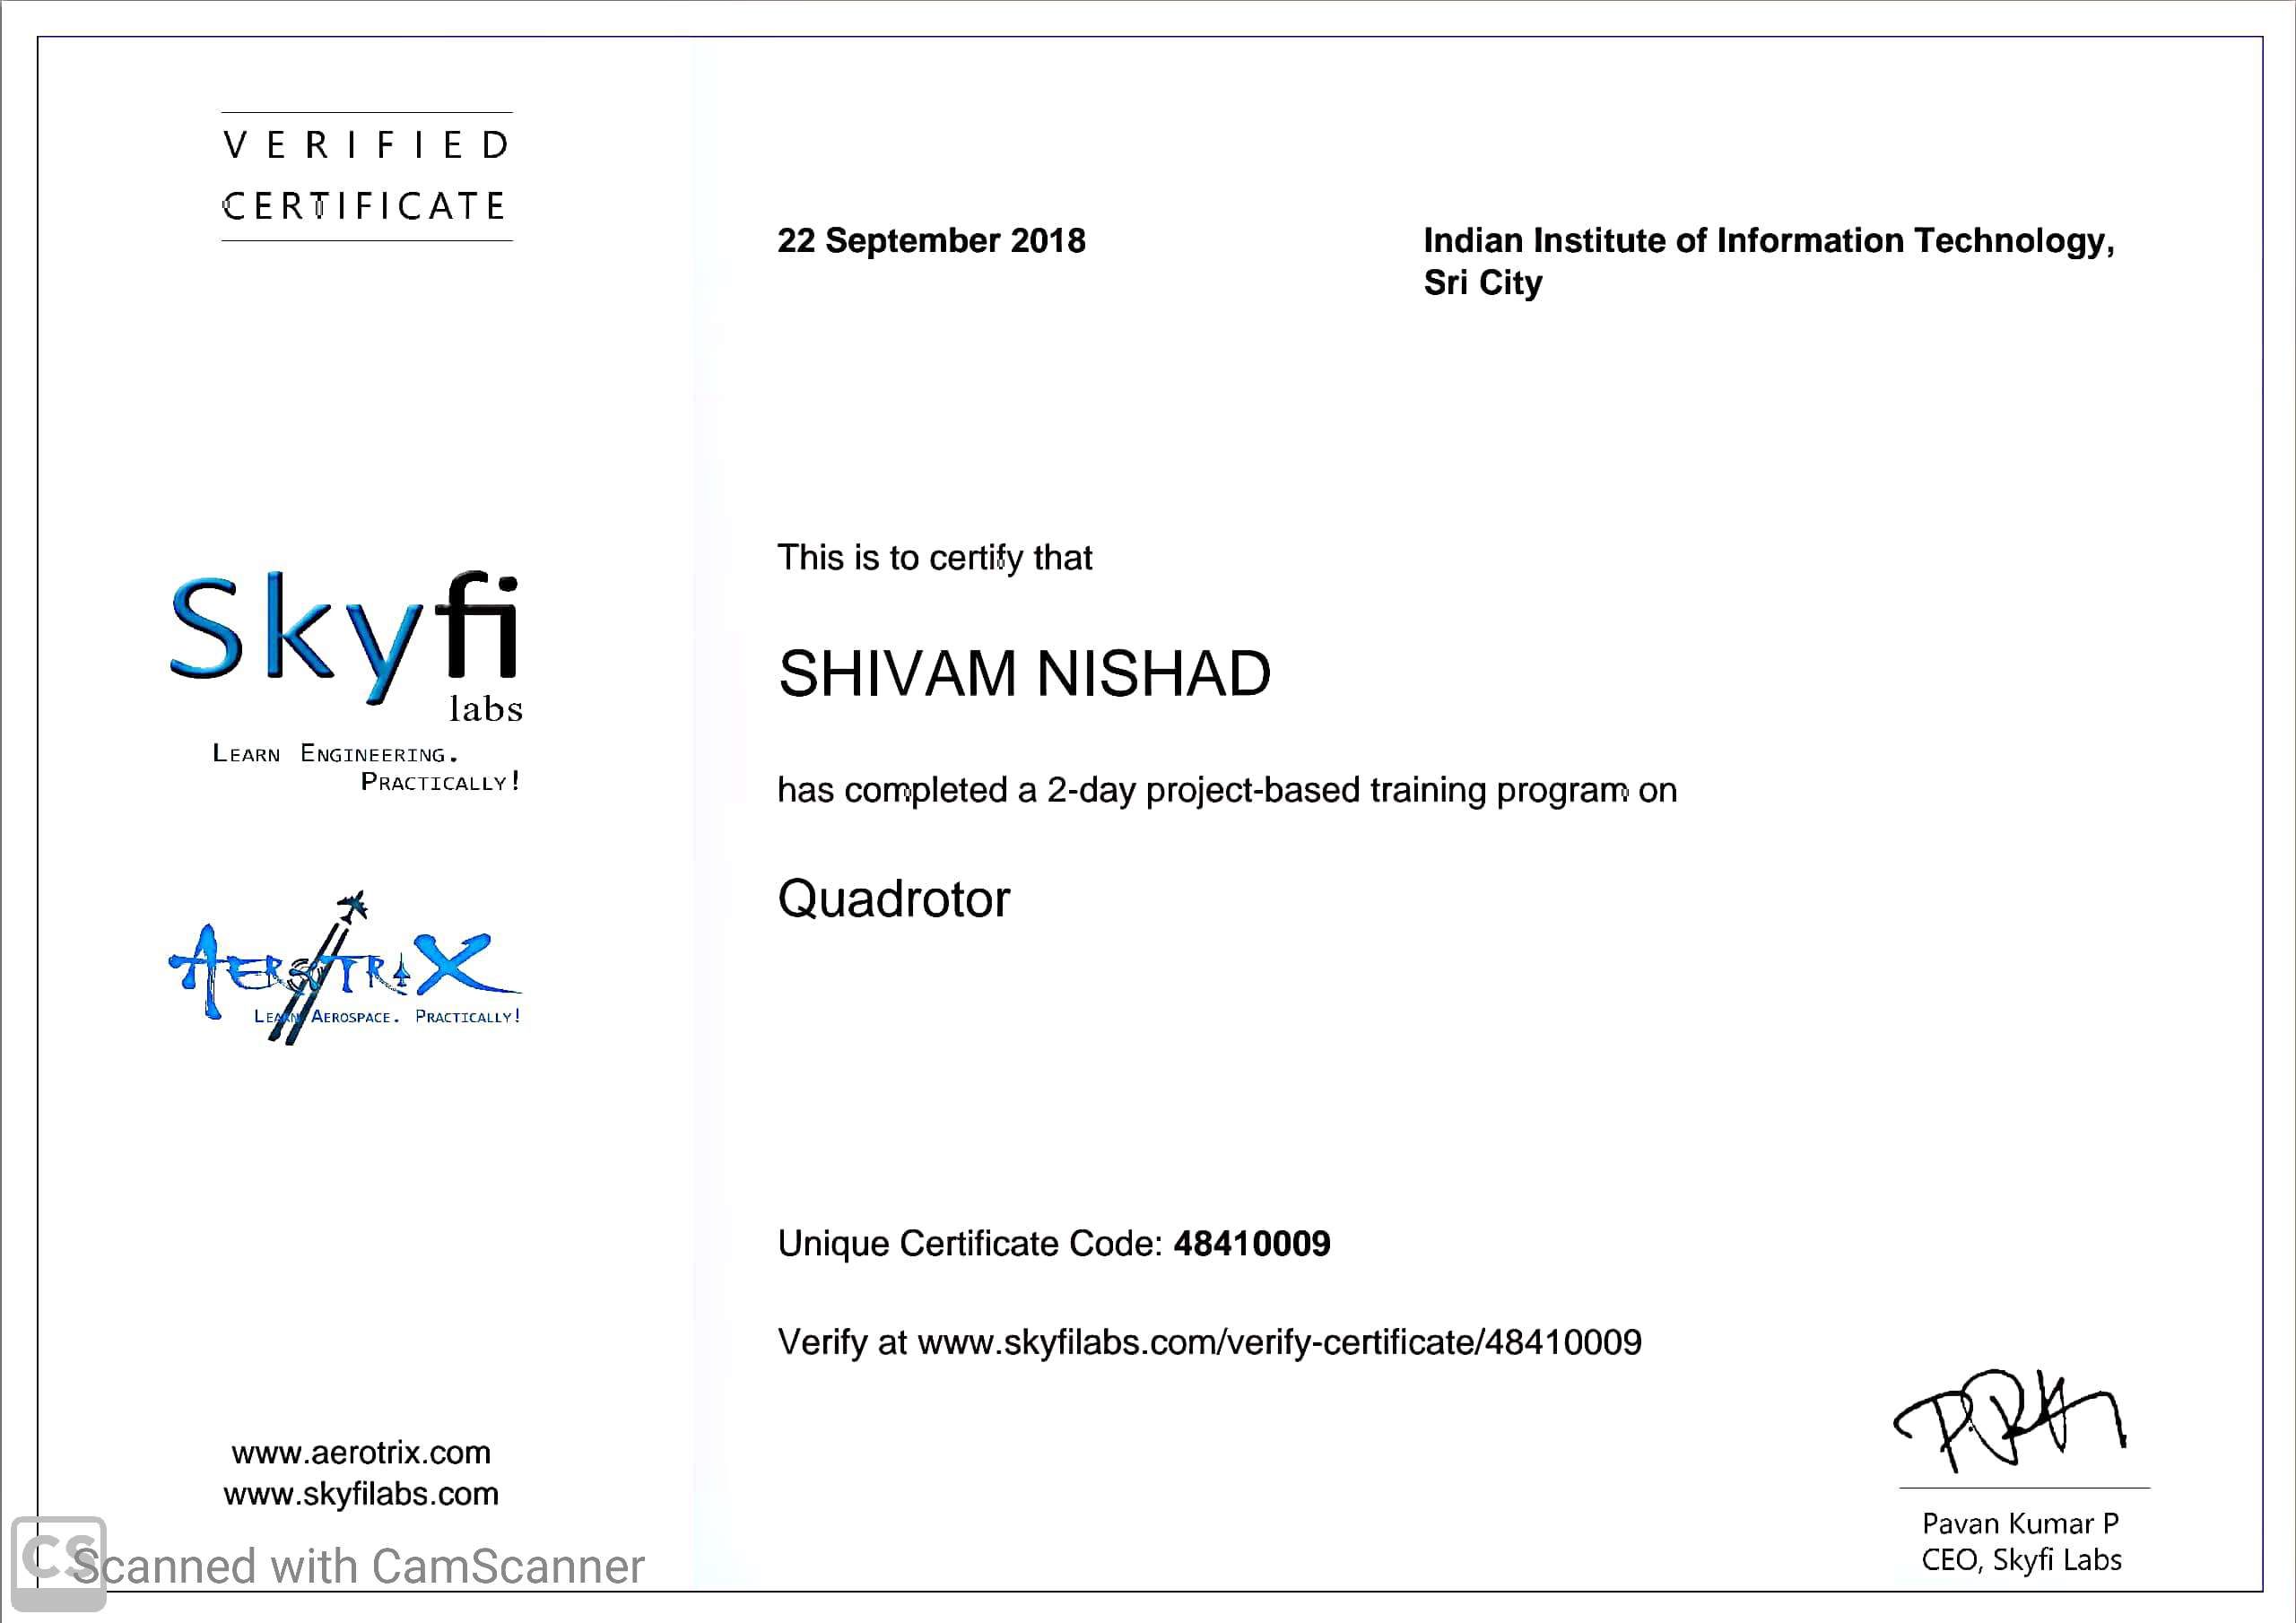 VERIFIED
CERTIFICATE
22 September 2018
Indian Institute of Information Technology,
Sri City
Skyfi
labs
LEARN ENGINEERING.
PRACTICALLY!
AEROTRIX
LEARN AEROSPACE. PRACTICALLY!
This is to certify that
SHIVAM NISHAD
has completed a 2-day project-based training program on
Quadrotor
Unique Certificate Code: 48410009
Verify at www.skyfilabs.com/verify-certificate/48410009
www.aerotrix.com
www.skyfilabs.com
Pavan Kumar P
CEO, Skyfi Labs
CS
Scanned with CamScanner